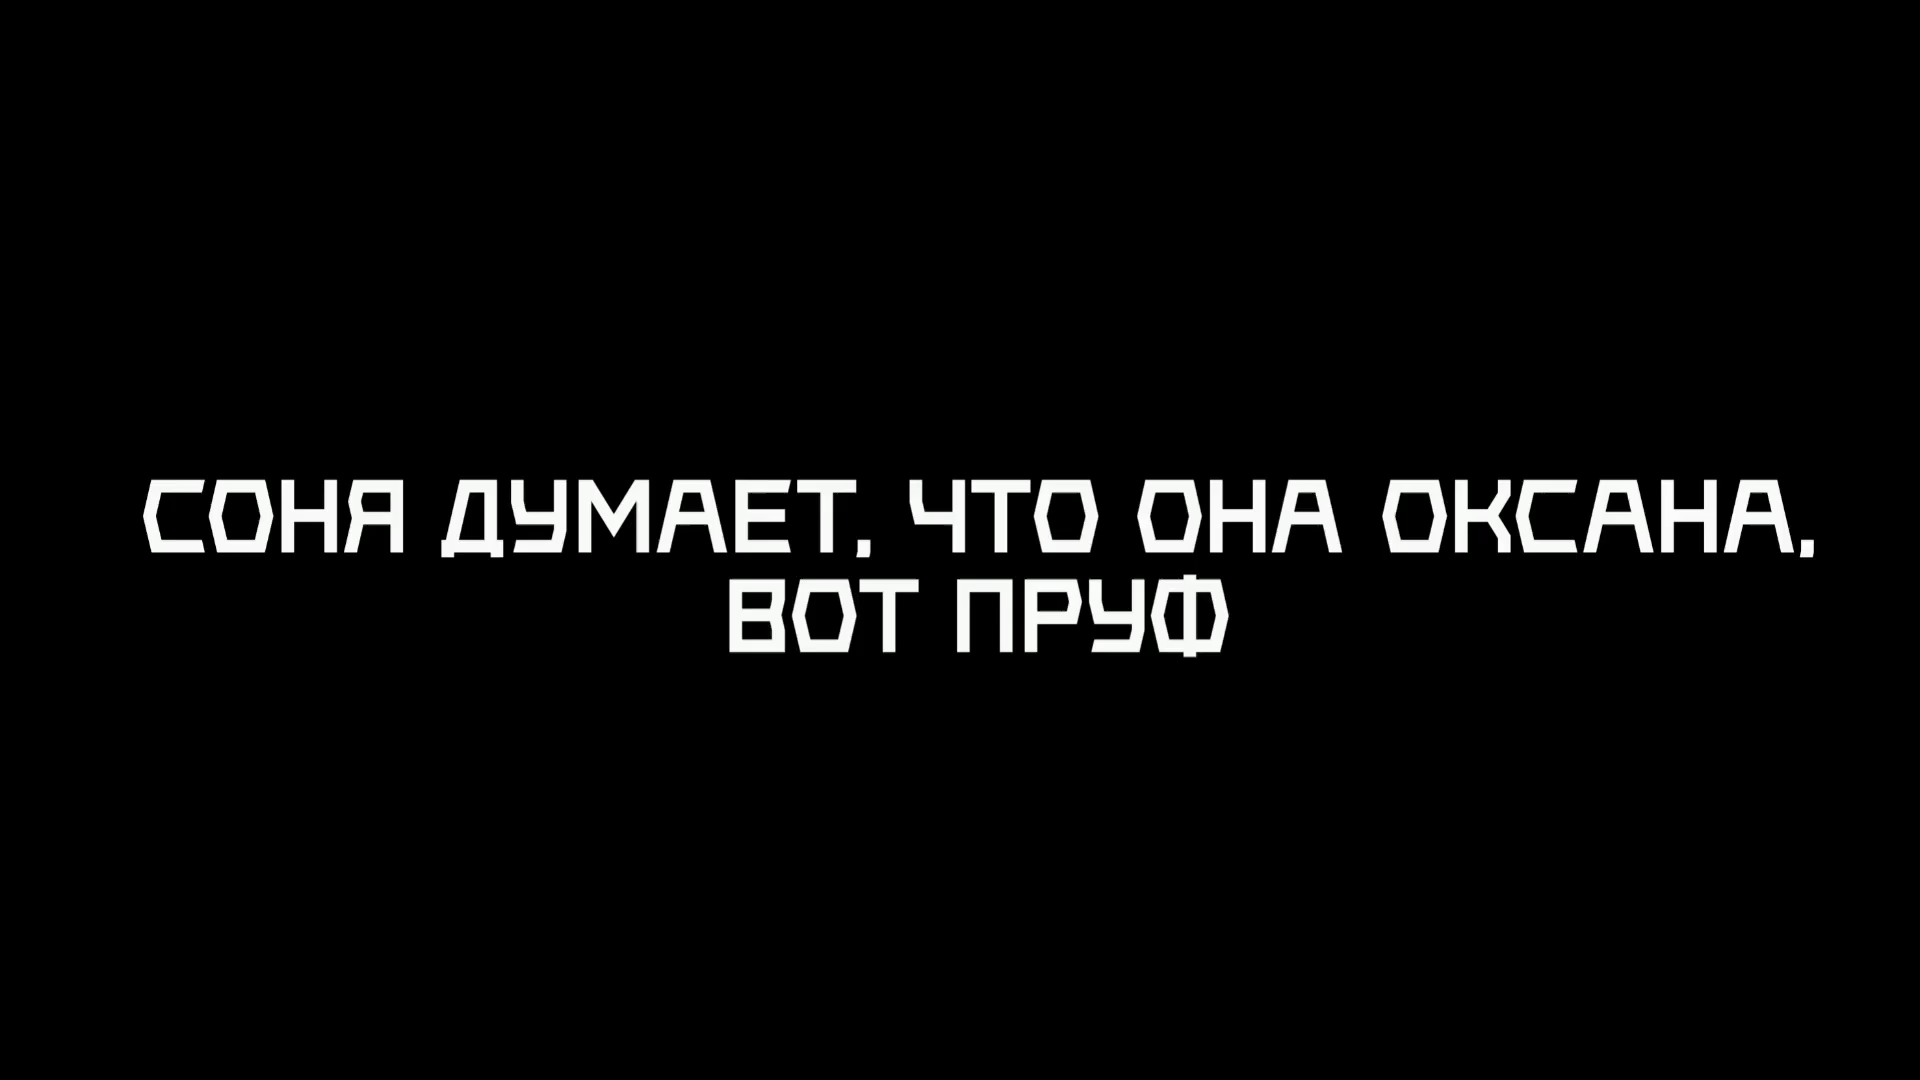 СОНЯ ДУМАЕТ, ЧТО ОНА ОКСАНА,
ВОТ ПРУФ